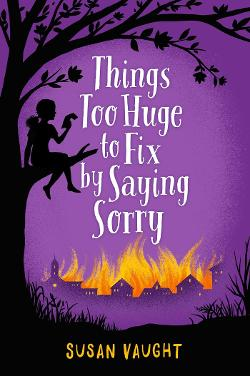 Things
Too Huge
to Fix
by Saying
Sorry
SUSAN VAUGHT